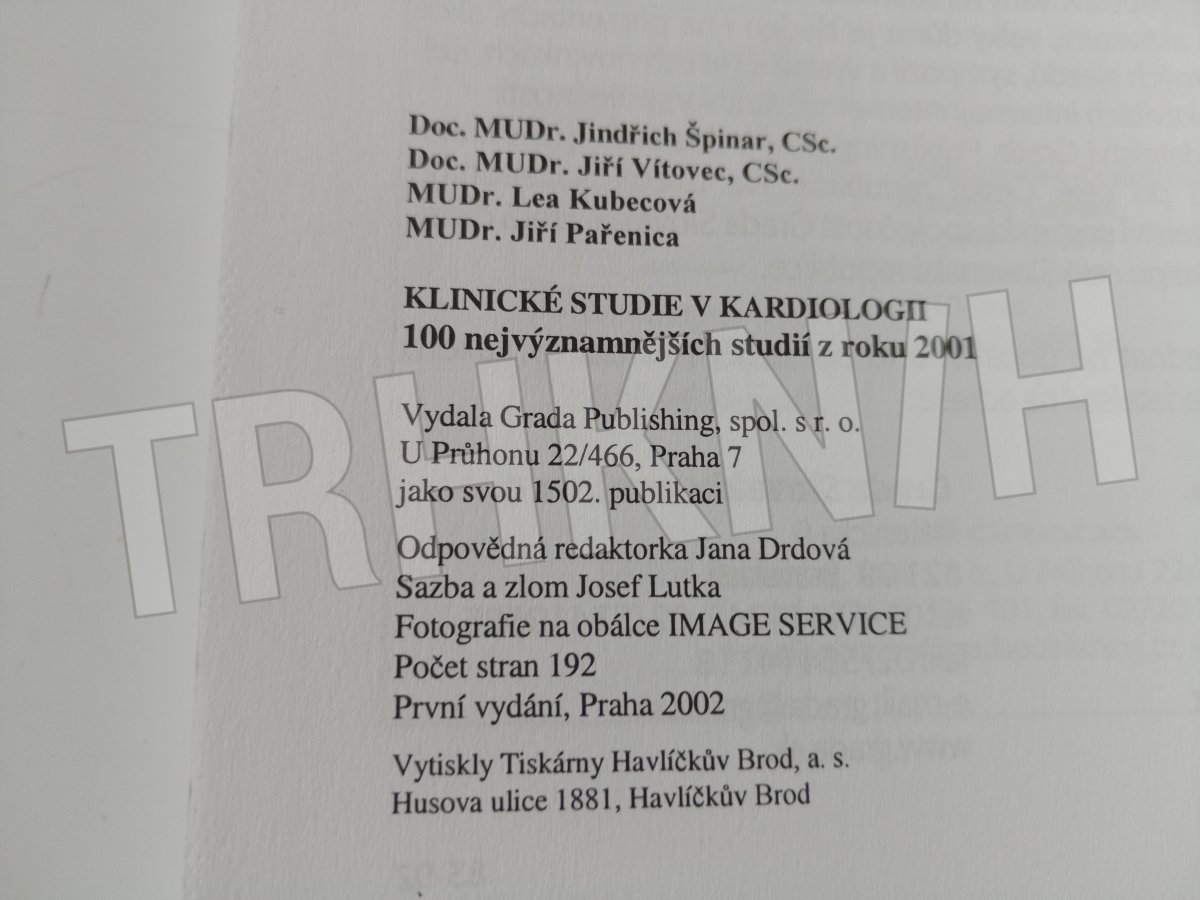 Doc. MUDr. Jindřich Špinar, CSc.
Doc. MUDr. Jiří Vítovec, CSc.
MUDr. Lea Kubecová
MUDr. Jiří Pařenica
KLINICKÉ STUDIE V KARDIOLOGII
100 nejvýznamnějších studií z roku 2001
TRHKNIH
Vydala Grada Publishing, spol. s r. o.
U Průhonu 22/466, Praha 7
jako svou 1502. publikaci
Odpovědná redaktorka Jana Drdová
Sazba a zlom Josef Lutka
Fotografie na obálce IMAGE SERVICE
Počet stran 192
První vydání, Praha 2002
Vytiskly Tiskárny Havlíčkův Brod, a. s.
Husova ulice 1881, Havlíčkův Brod